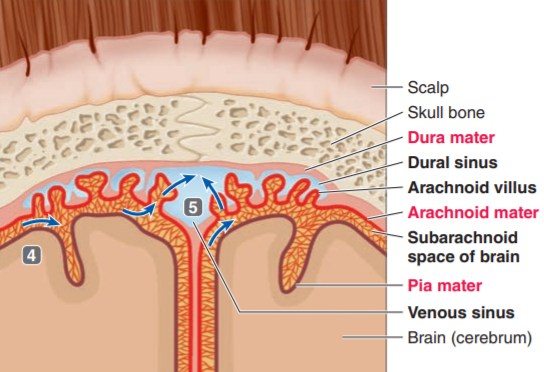 Scalp
Skull bone
Dura mater
Dural sinus
Arachnoid villus
Arachnoid mater
Subarachnoid
space of brain
Pia mater
Venous sinus
Brain (cerebrum)
5
4